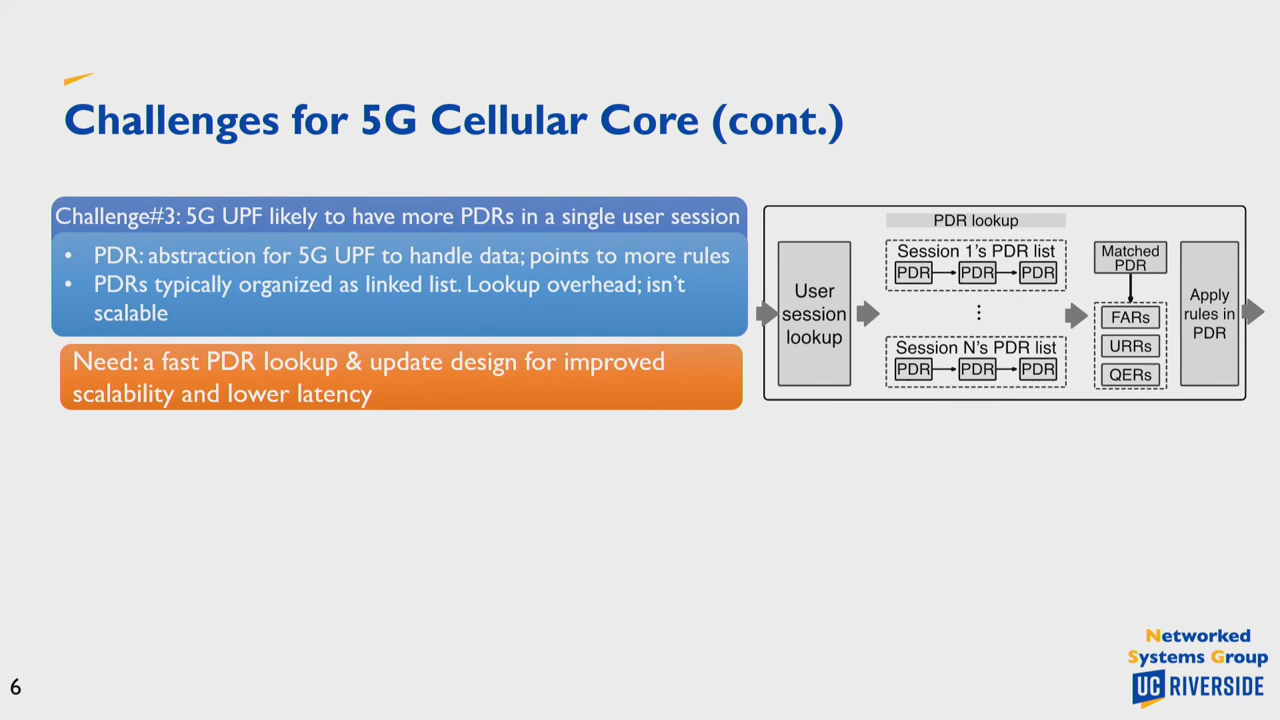 Challenges for 5G Cellular Core (cont.)
Challenge#3: 5G UPF likely to have more PDRs in a single user session
• PDR: abstraction for 5G UPF to handle data; points to more rules
• PDRs typically organized as linked list. Lookup overhead; isn't
scalable
Need: a fast PDR lookup & update design for improved
scalability and lower latency
User
session
lookup
PDR lookup
Session 1's PDR list
PDR PDR PDR
⋮
Session N's PDR list
PDR PDR PDR
Matched
PDR
FARs
URRs
QERs
Apply
rules in
PDR
Networked
Systems Group
UC RIVERSIDE
6